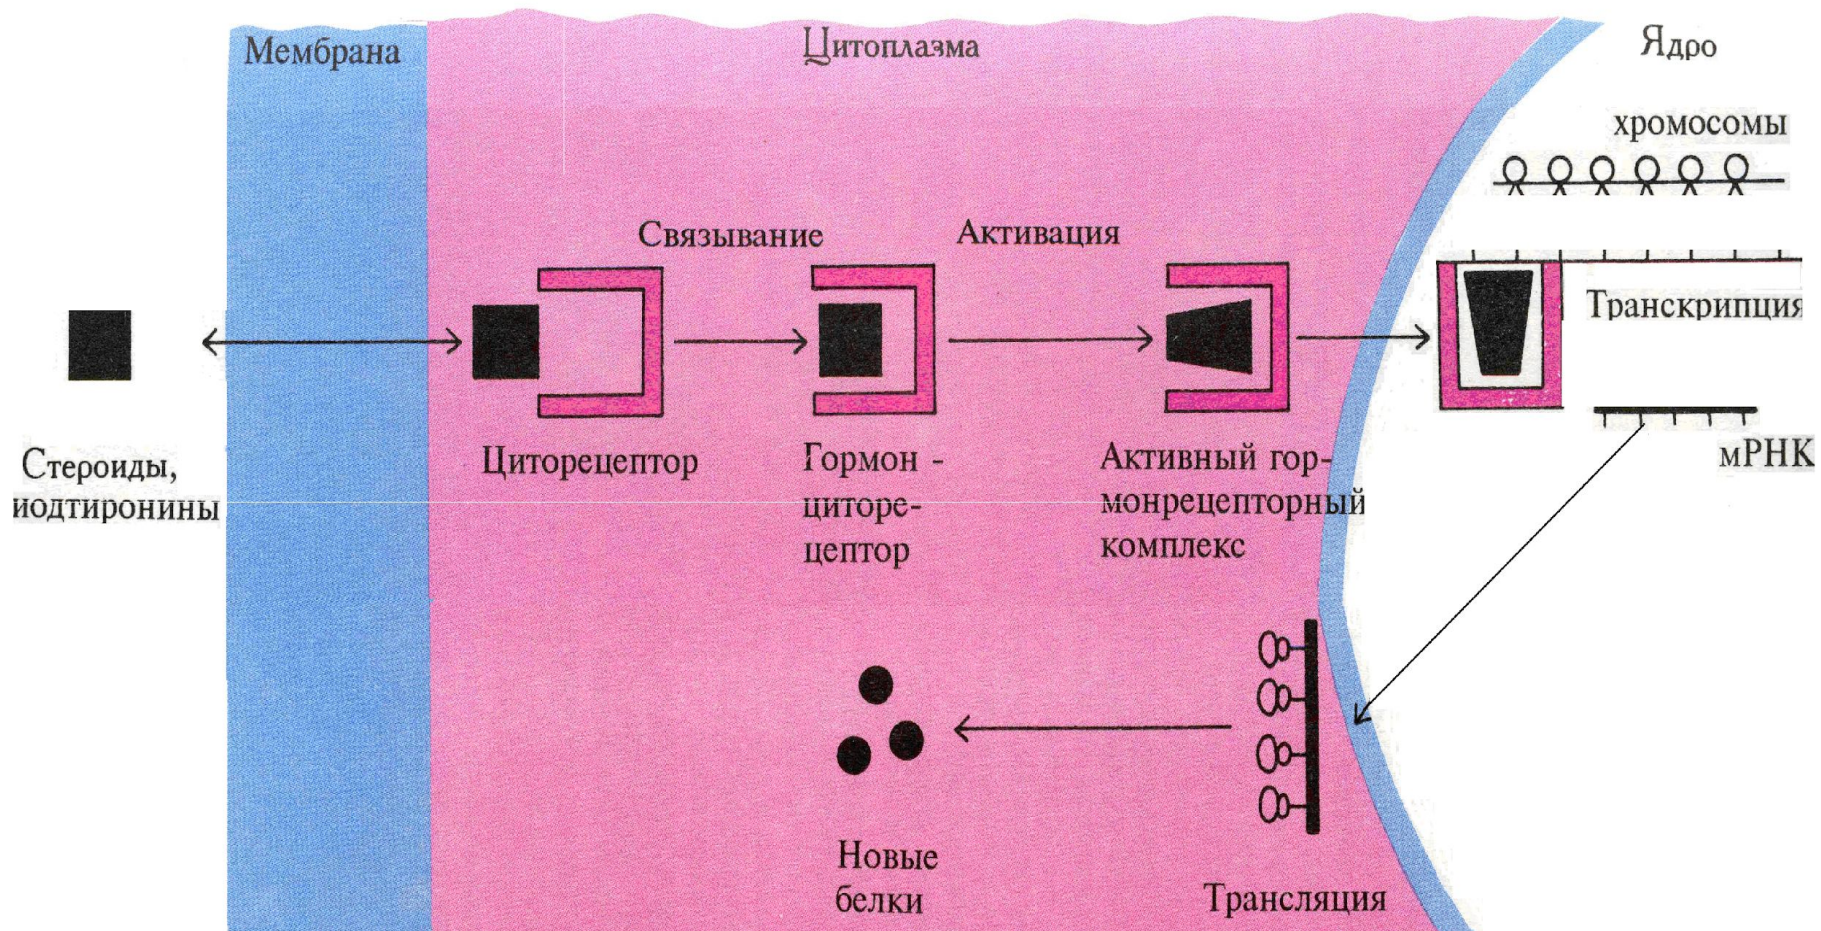 Мембрана
Цитоплазма
Ядро
хромосомы
Связывание
Активация
Транскрипция
мРНК
Стероиды,
иодтиронины
Циторецептор
Гормон -
циторе-
цептор
Активный гор-
монрецепторный
комплекс
Новые
белки
Трансляция